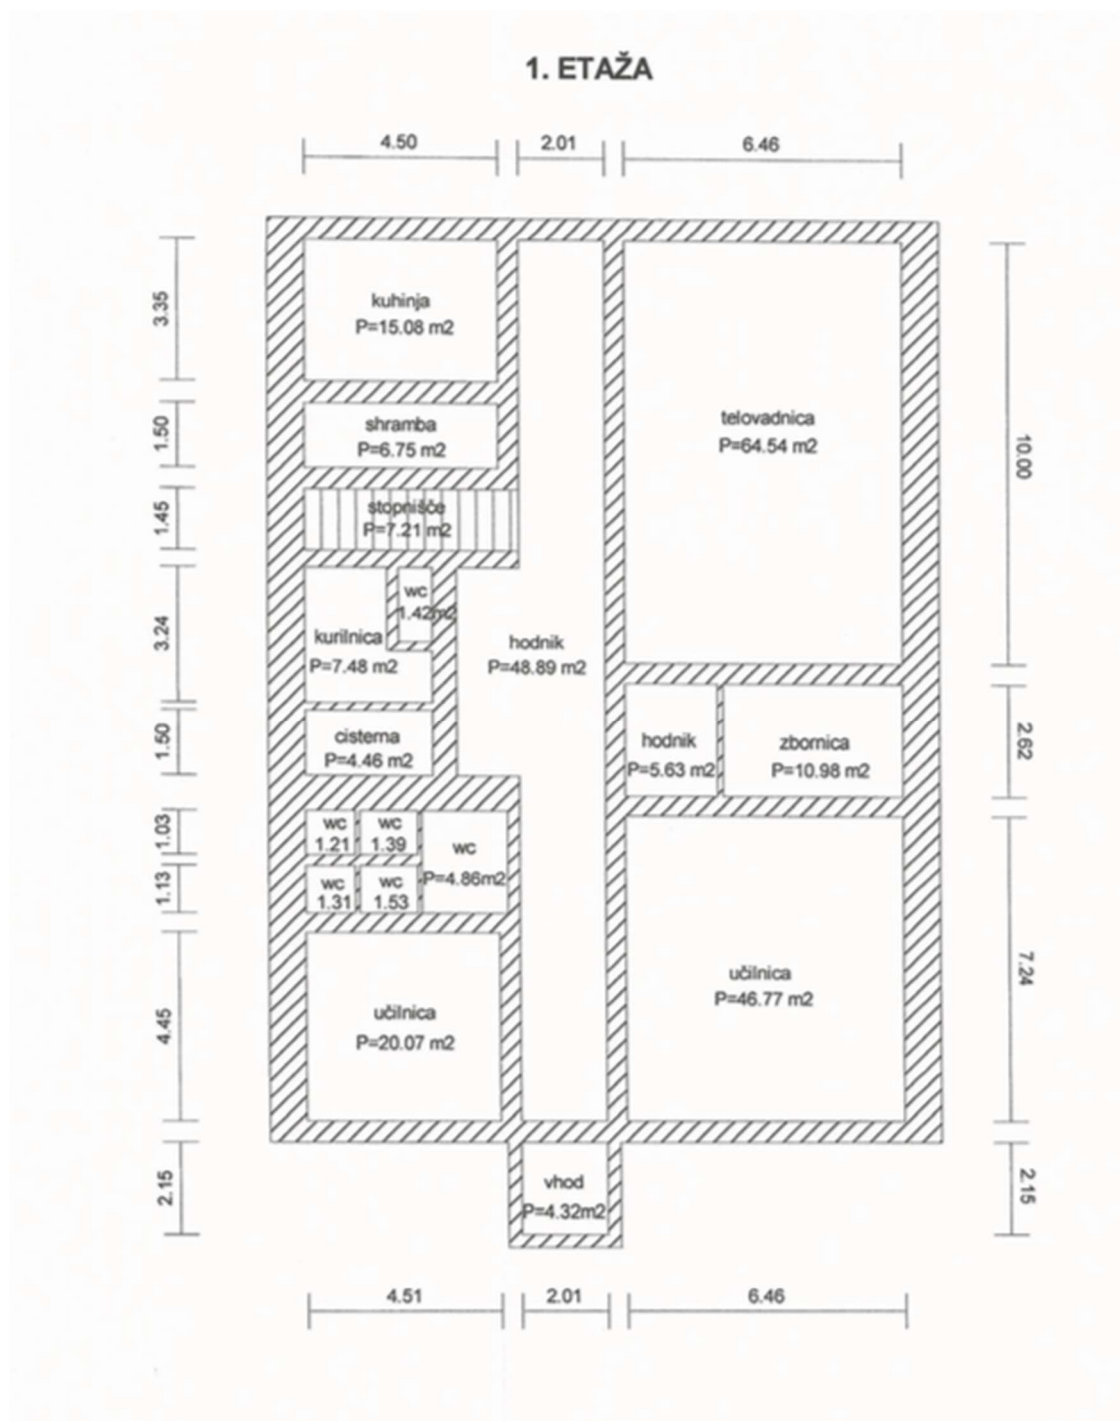 1. ETAŽA
4.50
2.01
6.46
3.35
1.50
1.45
3.24
1.50
1.03
1.13
4.45
2.15
kuhinja
P=15.08 m2
shramba
P=6.75 m2
stopnišče
P=7.21 m2
wc
1.42m2
kurilnica
P=7.48 m2
cisterna
P=4.46 m2
wc
1.21
wc
1.39
wc
P=4.86m2
wc
1.31
wc
1.53
učilnica
P=20.07 m2
hodnik
P=48.89 m2
vhod
P=4.32m2
telovadnica
P=64.54 m2
hodnik
P=5.63 m2
zbornica
P=10.98 m2
učilnica
P=46.77 m2
10.00
2.62
7.24
2.15
4.51
2.01
6.46